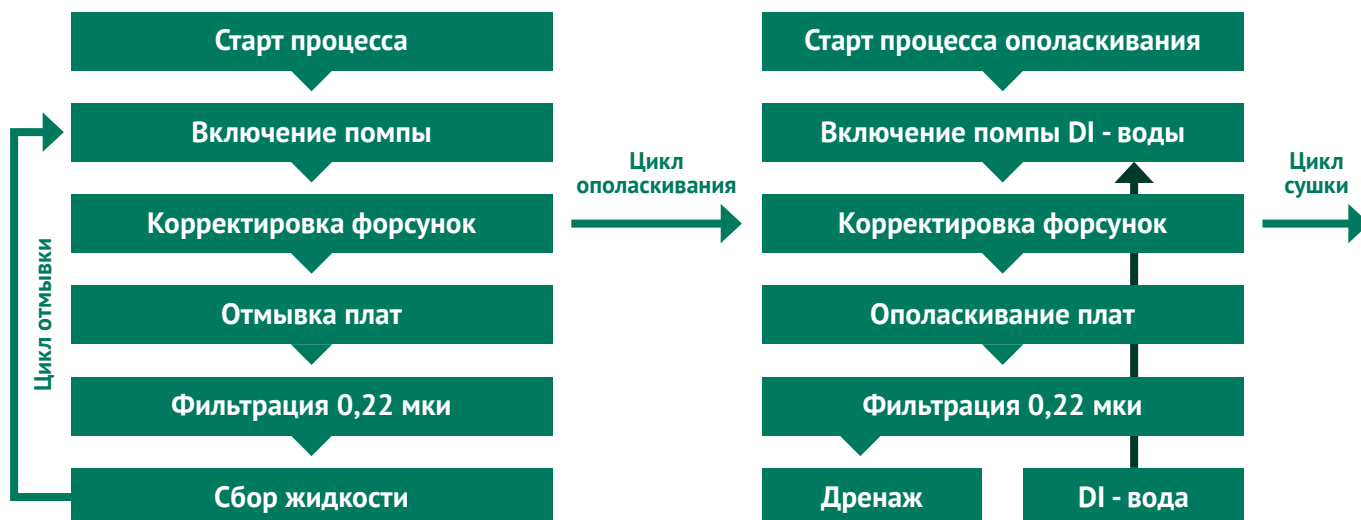 Старт процесса
Включение помпы
Корректировка форсунок
Отмывка плат
Фильтрация 0,22 мки
Сбор жидкости
Цикл отмывки
Цикл
ополаскивания
Старт процесса ополаскивания
Включение помпы DI - воды
Корректировка форсунок
Ополаскивание плат
Фильтрация 0,22 мки
Дренаж
DI - вода
Цикл
сушки